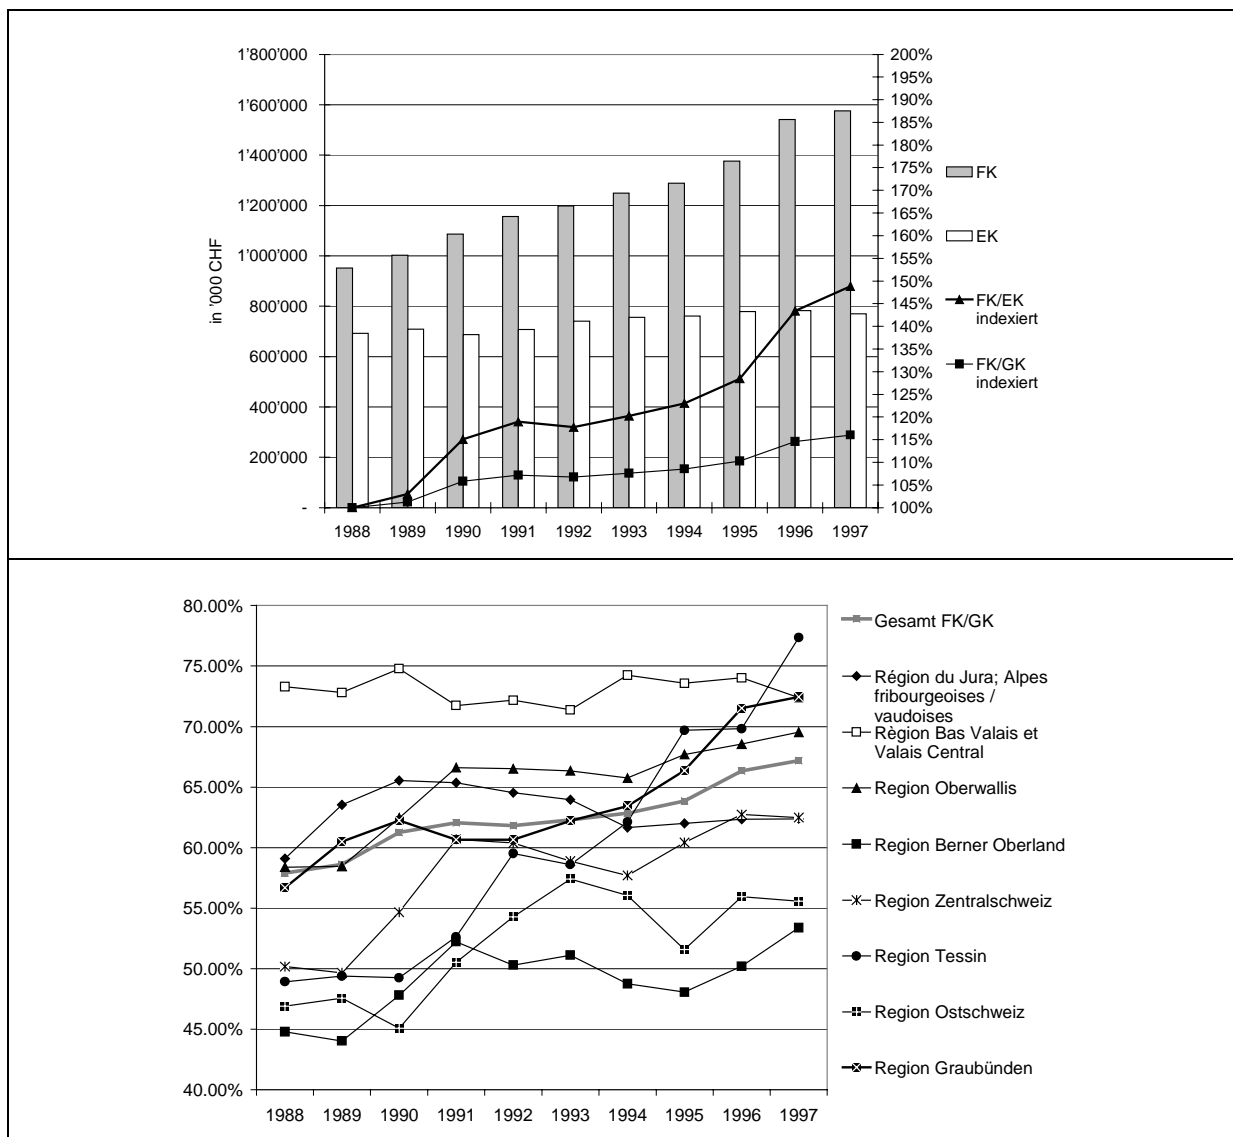 1'800'000
1'600'000
1'400'000
1'200'000
1'000'000
800'000
600'000
400'000
200'000
-
in '000 CHF
200%
195%
190%
185%
180%
175%
170%
165%
160%
155%
150%
145%
140%
135%
130%
125%
120%
115%
110%
105%
100%
1988 1989 1990 1991 1992 1993 1994 1995 1996 1997
FK
EK
FK/EK
indexiert
FK/GK
indexiert
80.00%
75.00%
70.00%
65.00%
60.00%
55.00%
50.00%
45.00%
40.00%
1988 1989 1990 1991 1992 1993 1994 1995 1996 1997
Gesamt FK/GK
Région du Jura; Alpes
fribourgeoises /
vaudoises
Règion Bas Valais et
Valais Central
Region Oberwallis
Region Berner Oberland
Region Zentralschweiz
Region Tessin
Region Ostschweiz
Region Graubünden